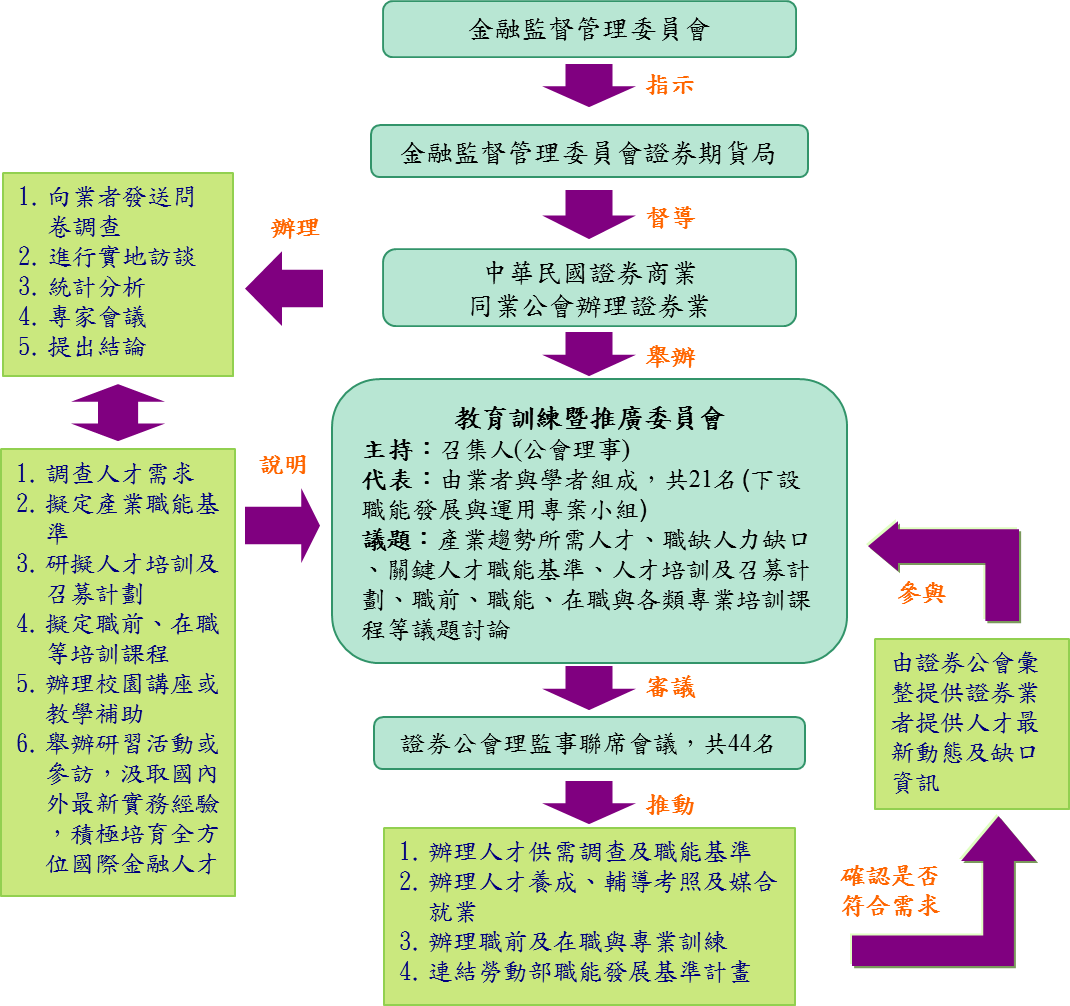 金融監督管理委員會
指示
金融監督管理委員會證券期貨局
督導
中華民國證券商業
同業公會辦理證券業
辦理
1. 向業者發送問
卷調查
2. 進行實地訪談
3. 統計分析
4. 專家會議
5. 提出結論
舉辦
教育訓練暨推廣委員會
主持：召集人(公會理事)
代表：由業者與學者組成，共21名(下設
職能發展與運用專案小組)
議題：產業趨勢所需人才、職缺人力缺口
、關鍵人才職能基準、人才培訓及召募計
劃、職前、職能、在職與各類專業培訓課
程等議題討論
說明
1. 調查人才需求
2. 擬定產業職能基
準
3. 研擬人才培訓及
召募計劃
4. 擬定職前、在職
等培訓課程
5. 辦理校園講座或
教學補助
6. 舉辦研習活動或
參訪，汲取國內
外最新實務經驗
，積極培育全方
位國際金融人才
審議
證券公會理監事聯席會議，共44名
推動
1. 辦理人才供需調查及職能基準
2. 辦理人才養成、輔導考照及媒合
就業
3. 辦理職前及在職與專業訓練
4. 連結勞動部職能發展基準計畫
確認是否
符合需求
由證券公會彙
整提供證券業
者提供人才最
新動態及缺口
資訊
參與